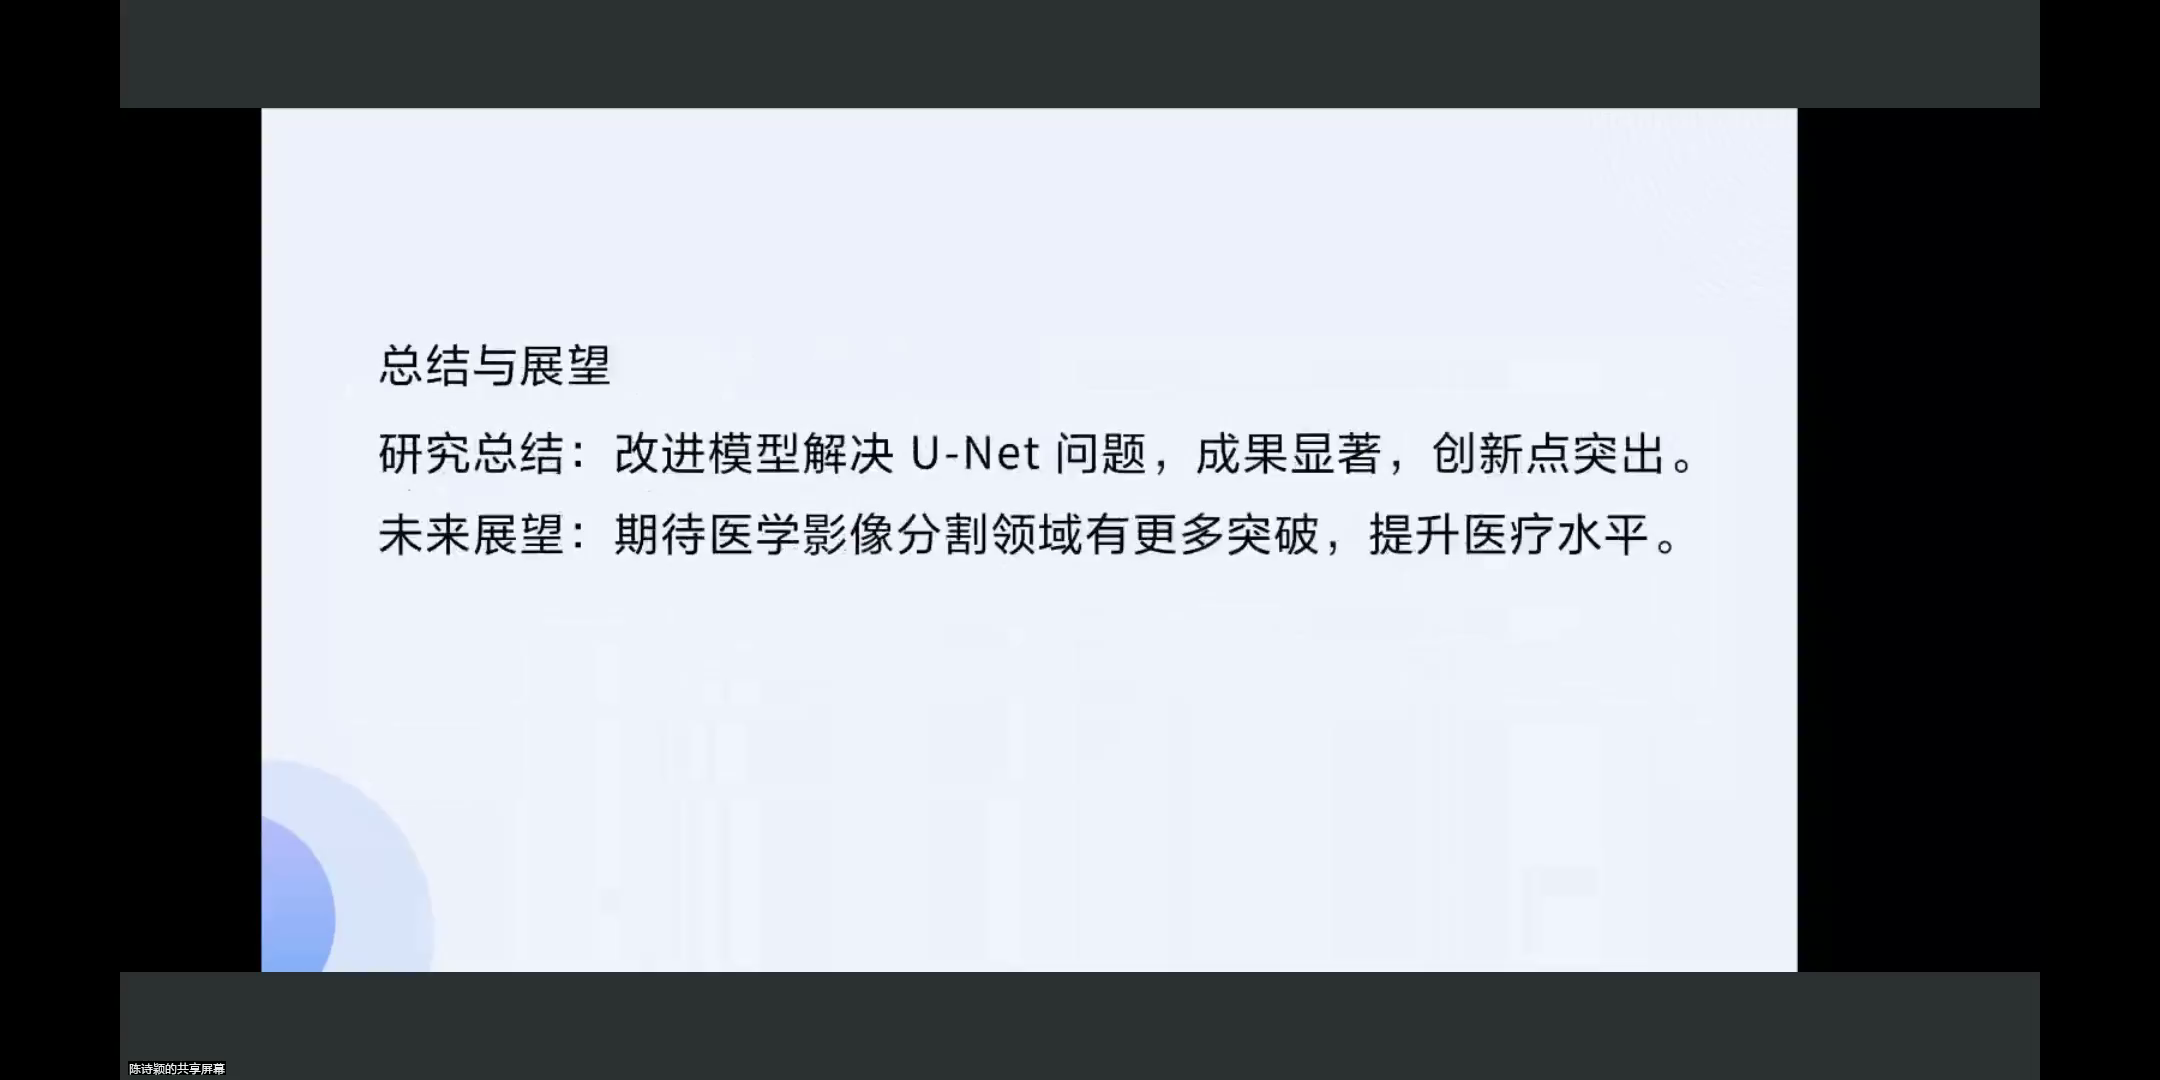 总结与展望
研究总结：改进模型解决 U-Net 问题，成果显著，创新点突出。
未来展望：期待医学影像分割领域有更多突破，提升医疗水平。
陈诗颖的共享屏幕